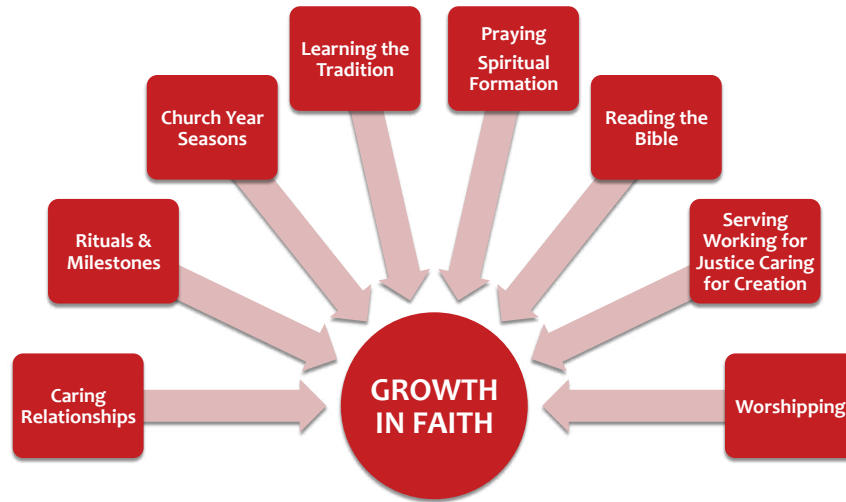 Learning the
Tradition
Praying
Spiritual
Formation
Church Year
Seasons
Reading the
Bible
Rituals &
Milestones
Serving
Working for
Justice Caring
for Creation
Caring
Relationships
GROWTH
IN FAITH
Worshipping